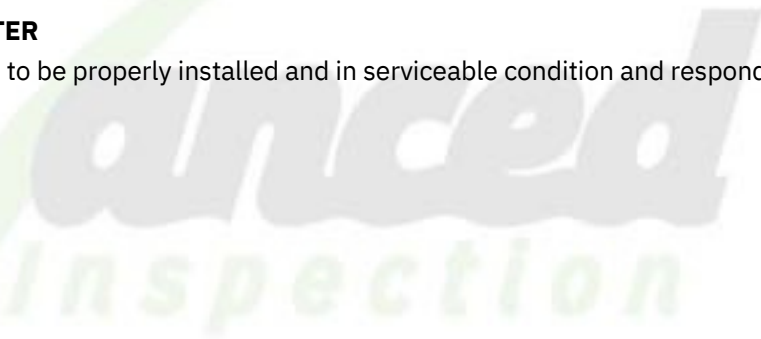 TER
to be properly installed and in serviceable condition and respond
anced
Inspection